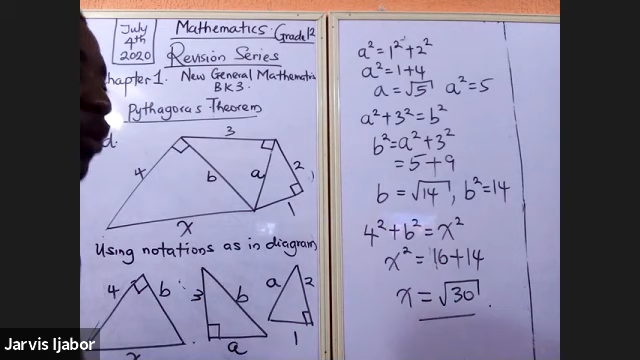 July
4th
2020
Mathematics Grade 12
Revision Series
Chapter 1. New General Mathematics
BK3.
Pythagoras Theorem
d.
3
4
b
a
2
1
x
Using notations as in diagram
4
b
x
3
b
a
a
2
1
a² = 1² + 2²
a² = 1 + 4
a = √5 a² = 5
a² + 3² = b²
b² = a² + 3²
= 5 + 9
b = √14, b² = 14
4² + b² = x²
x² = 16 + 14
x = √30.
Jarvis Ijabor